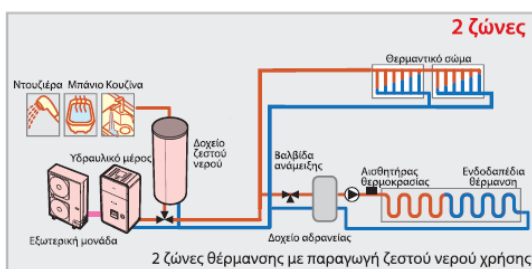 2 ζώνες
Θερμαντικό σώμα
Ντουζιέρα Μπάνιο Κουζίνα
Δοχείο
ζεστού
νερού
Υδραυλικό μέρος
Βαλβίδα
ανάμειξης
Αισθητήρας
θερμοκρασίας
Ενδοδαπέδια
θέρμανση
Εξωτερική μονάδα
Δοχείο αδρανείας
2 ζώνες θέρμανσης με παραγωγή ζεστού νερού χρήσης